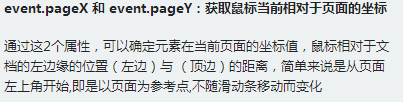 event.pageX 和 event.pageY：获取鼠标当前相对于页面的坐标
通过这2个属性，可以确定元素在当前页面的坐标值，鼠标相对于文
档的左边缘的位置（左边）与 （顶边）的距离，简单来说是从页面
左上角开始,即是以页面为参考点,不随滑动条移动而变化